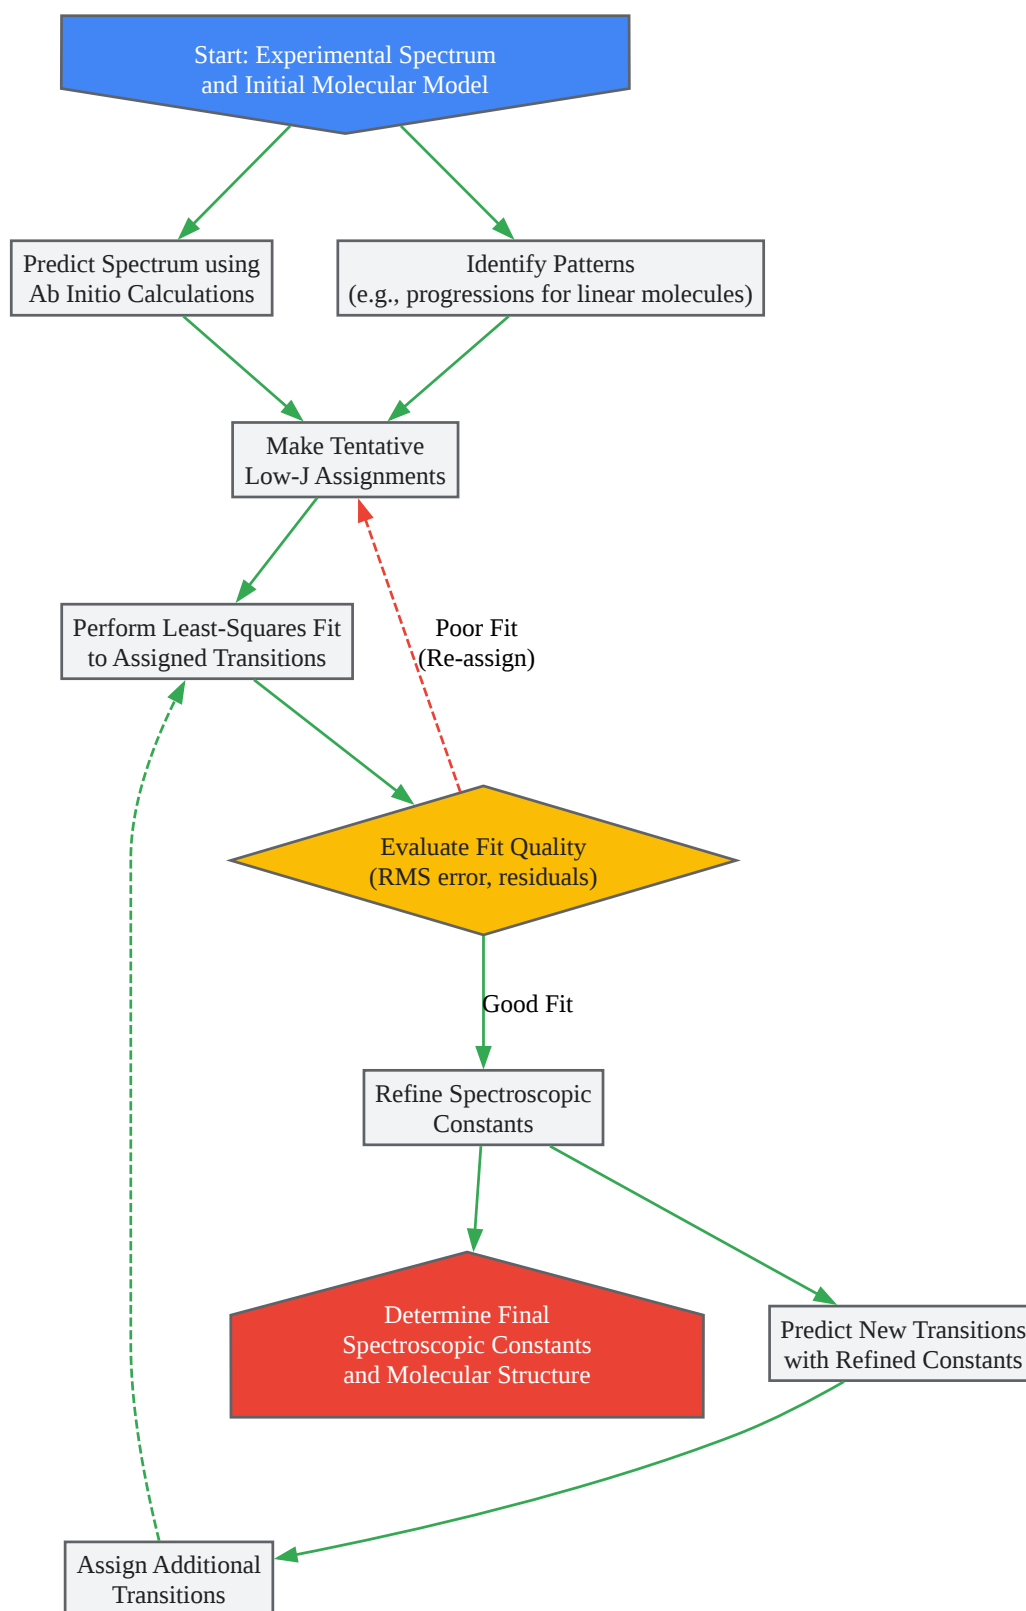 Start: Experimental Spectrum
and Initial Molecular Model
Predict Spectrum using
Ab Initio Calculations
Identify Patterns
(e.g., progressions for linear molecules)
Make Tentative
Low-J Assignments
Perform Least-Squares Fit
to Assigned Transitions
Poor Fit
(Re-assign)
Evaluate Fit Quality
(RMS error, residuals)
Good Fit
Refine Spectroscopic
Constants
Determine Final
Spectroscopic Constants
and Molecular Structure
Predict New Transitions
with Refined Constants
Assign Additional
Transitions